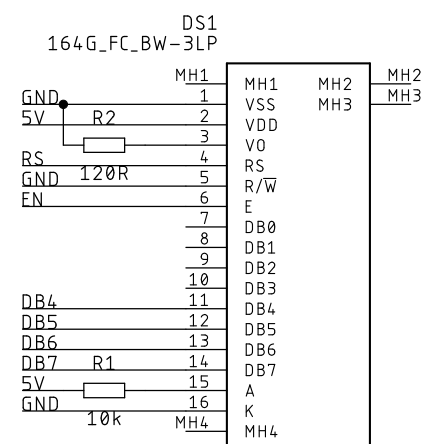 DS1
164G_FC_BW-3LP
MH1 MH1 MH2 MH2
GND 1 VSS MH3 MH3
5V R2 2 VDD
3 VO
RS 120R 4 RS
GND 5 R/W̅
EN 6 E
7 DB0
8 DB1
9 DB2
10 DB3
DB4 11 DB4
DB5 12 DB5
DB6 13 DB6
DB7 R1 14 DB7
5V 15 A
GND 10k 16 K
MH4 MH4